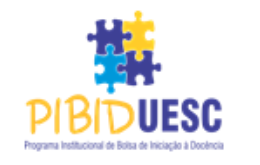 PIBIDUESC
Programa Institucional de Bolsa de Iniciação à Docência